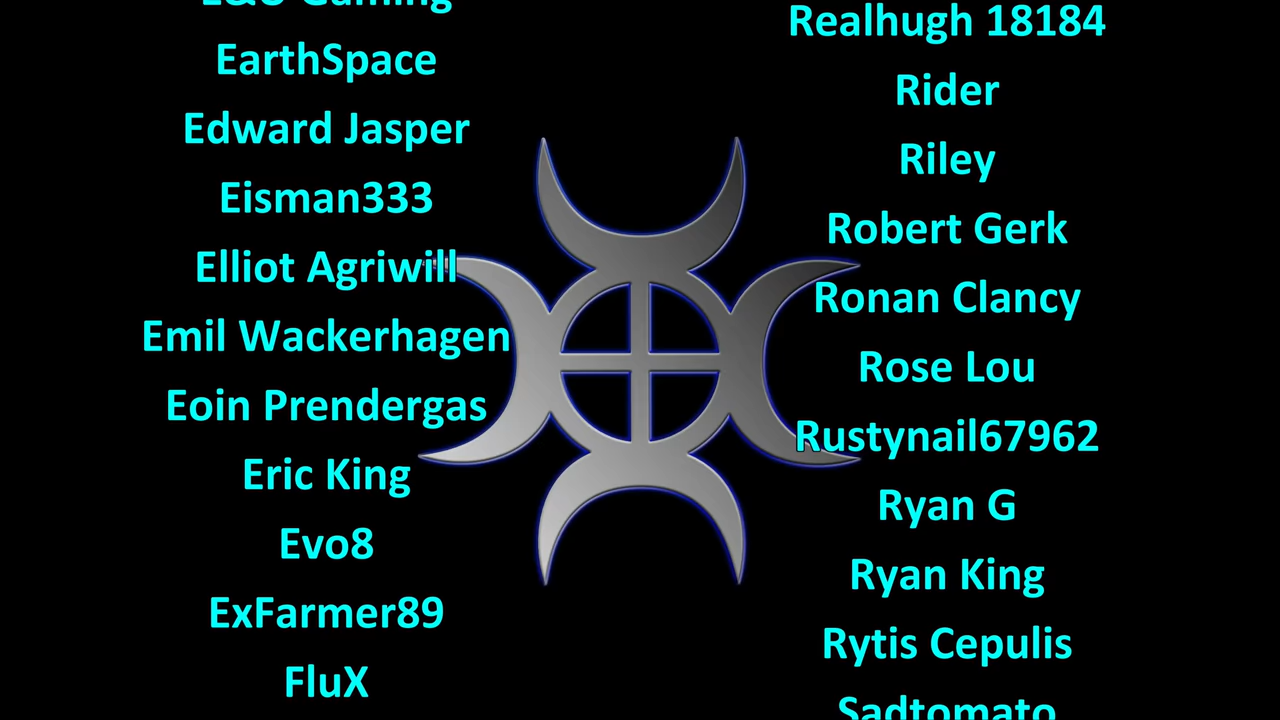 Gaming
EarthSpace
Edward Jasper
Eisman333
Elliot Agriwill
Emil Wackerhagen
Eoin Prendergas
Eric King
Evo8
ExFarmer89
FluX
Realhugh 18184
Rider
Riley
Robert Gerk
Ronan Clancy
Rose Lou
Rustynail67962
Ryan G
Ryan King
Rytis Cepulis
Sadtomato